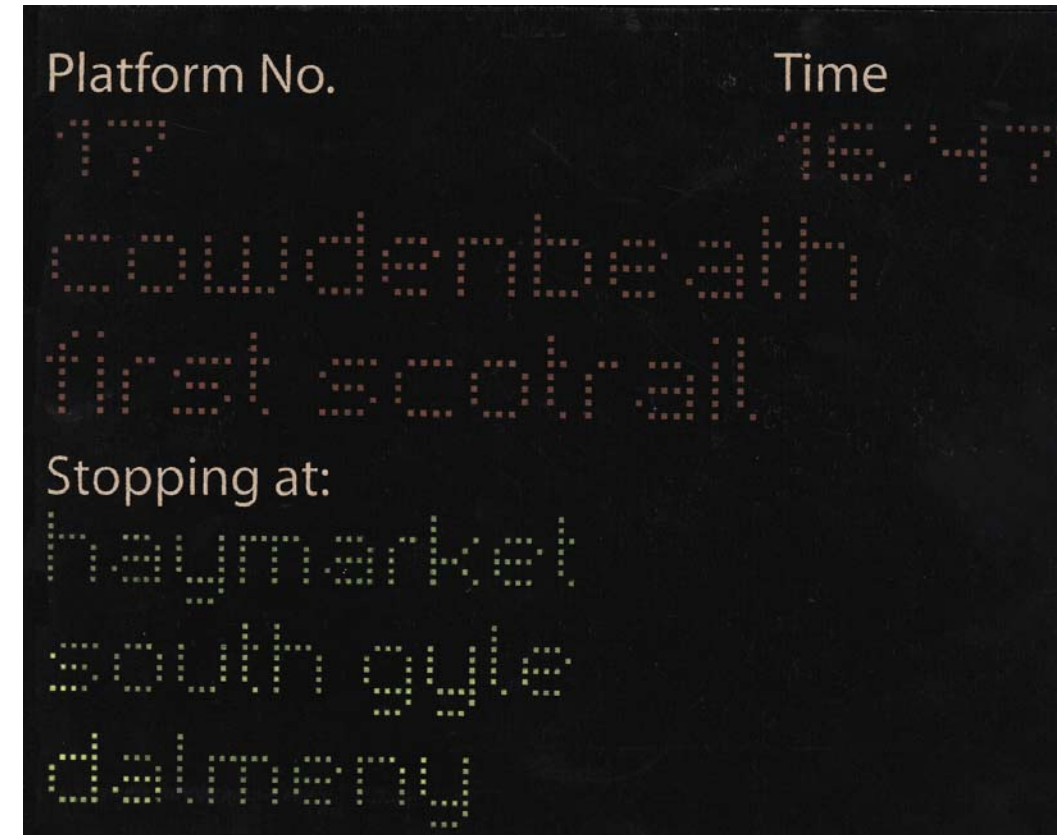 Platform No. Time
17 16:47
cowdenbeath
first scotrail
Stopping at:
haymarket
south gyle
dalmeny